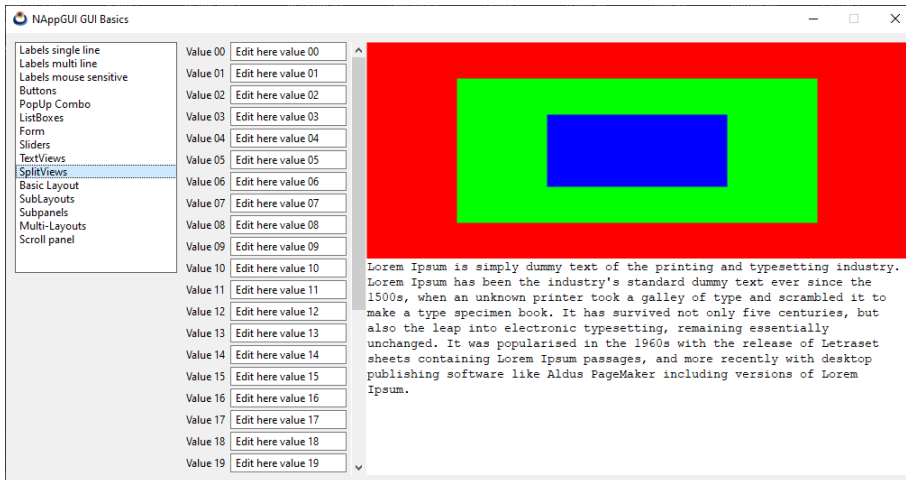 NAppGUI GUI Basics
Labels single line
Labels multi line
Labels mouse sensitive
Buttons
PopUp Combo
ListBoxes
Form
Sliders
TextViews
SplitViews
Basic Layout
SubLayouts
Subpanels
Multi-Layouts
Scroll panel
Value 00 Edit here value 00
Value 01 Edit here value 01
Value 02 Edit here value 02
Value 03 Edit here value 03
Value 04 Edit here value 04
Value 05 Edit here value 05
Value 06 Edit here value 06
Value 07 Edit here value 07
Value 08 Edit here value 08
Value 09 Edit here value 09
Value 10 Edit here value 10
Value 11 Edit here value 11
Value 12 Edit here value 12
Value 13 Edit here value 13
Value 14 Edit here value 14
Value 15 Edit here value 15
Value 16 Edit here value 16
Value 17 Edit here value 17
Value 18 Edit here value 18
Value 19 Edit here value 19
Lorem Ipsum is simply dummy text of the printing and typesetting industry.
Lorem Ipsum has been the industry's standard dummy text ever since the
1500s, when an unknown printer took a galley of type and scrambled it to
make a type specimen book. It has survived not only five centuries, but
also the leap into electronic typesetting, remaining essentially
unchanged. It was popularised in the 1960s with the release of Letraset
sheets containing Lorem Ipsum passages, and more recently with desktop
publishing software like Aldus PageMaker including versions of Lorem
Ipsum.